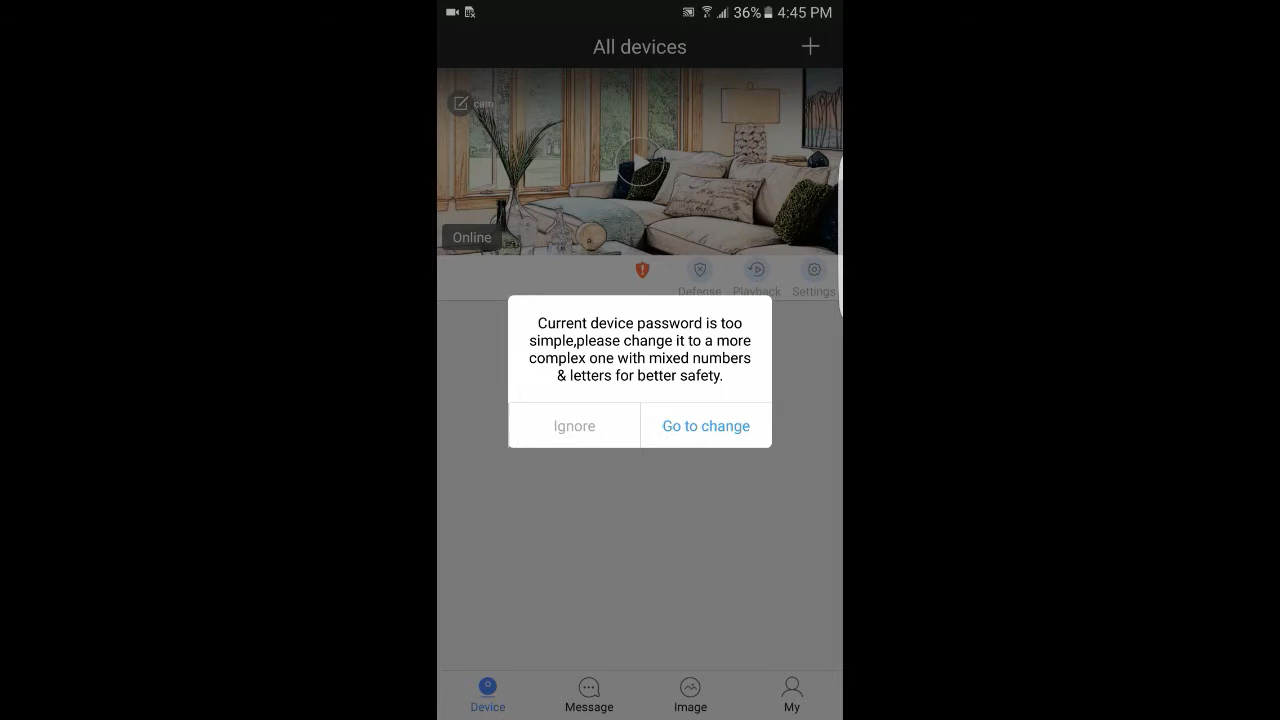 36% 4:45 PM
All devices
cam
Online
Defense Playback Settings
Current device password is too
simple,please change it to a more
complex one with mixed numbers
& letters for better safety.
Ignore Go to change
Device Message Image My